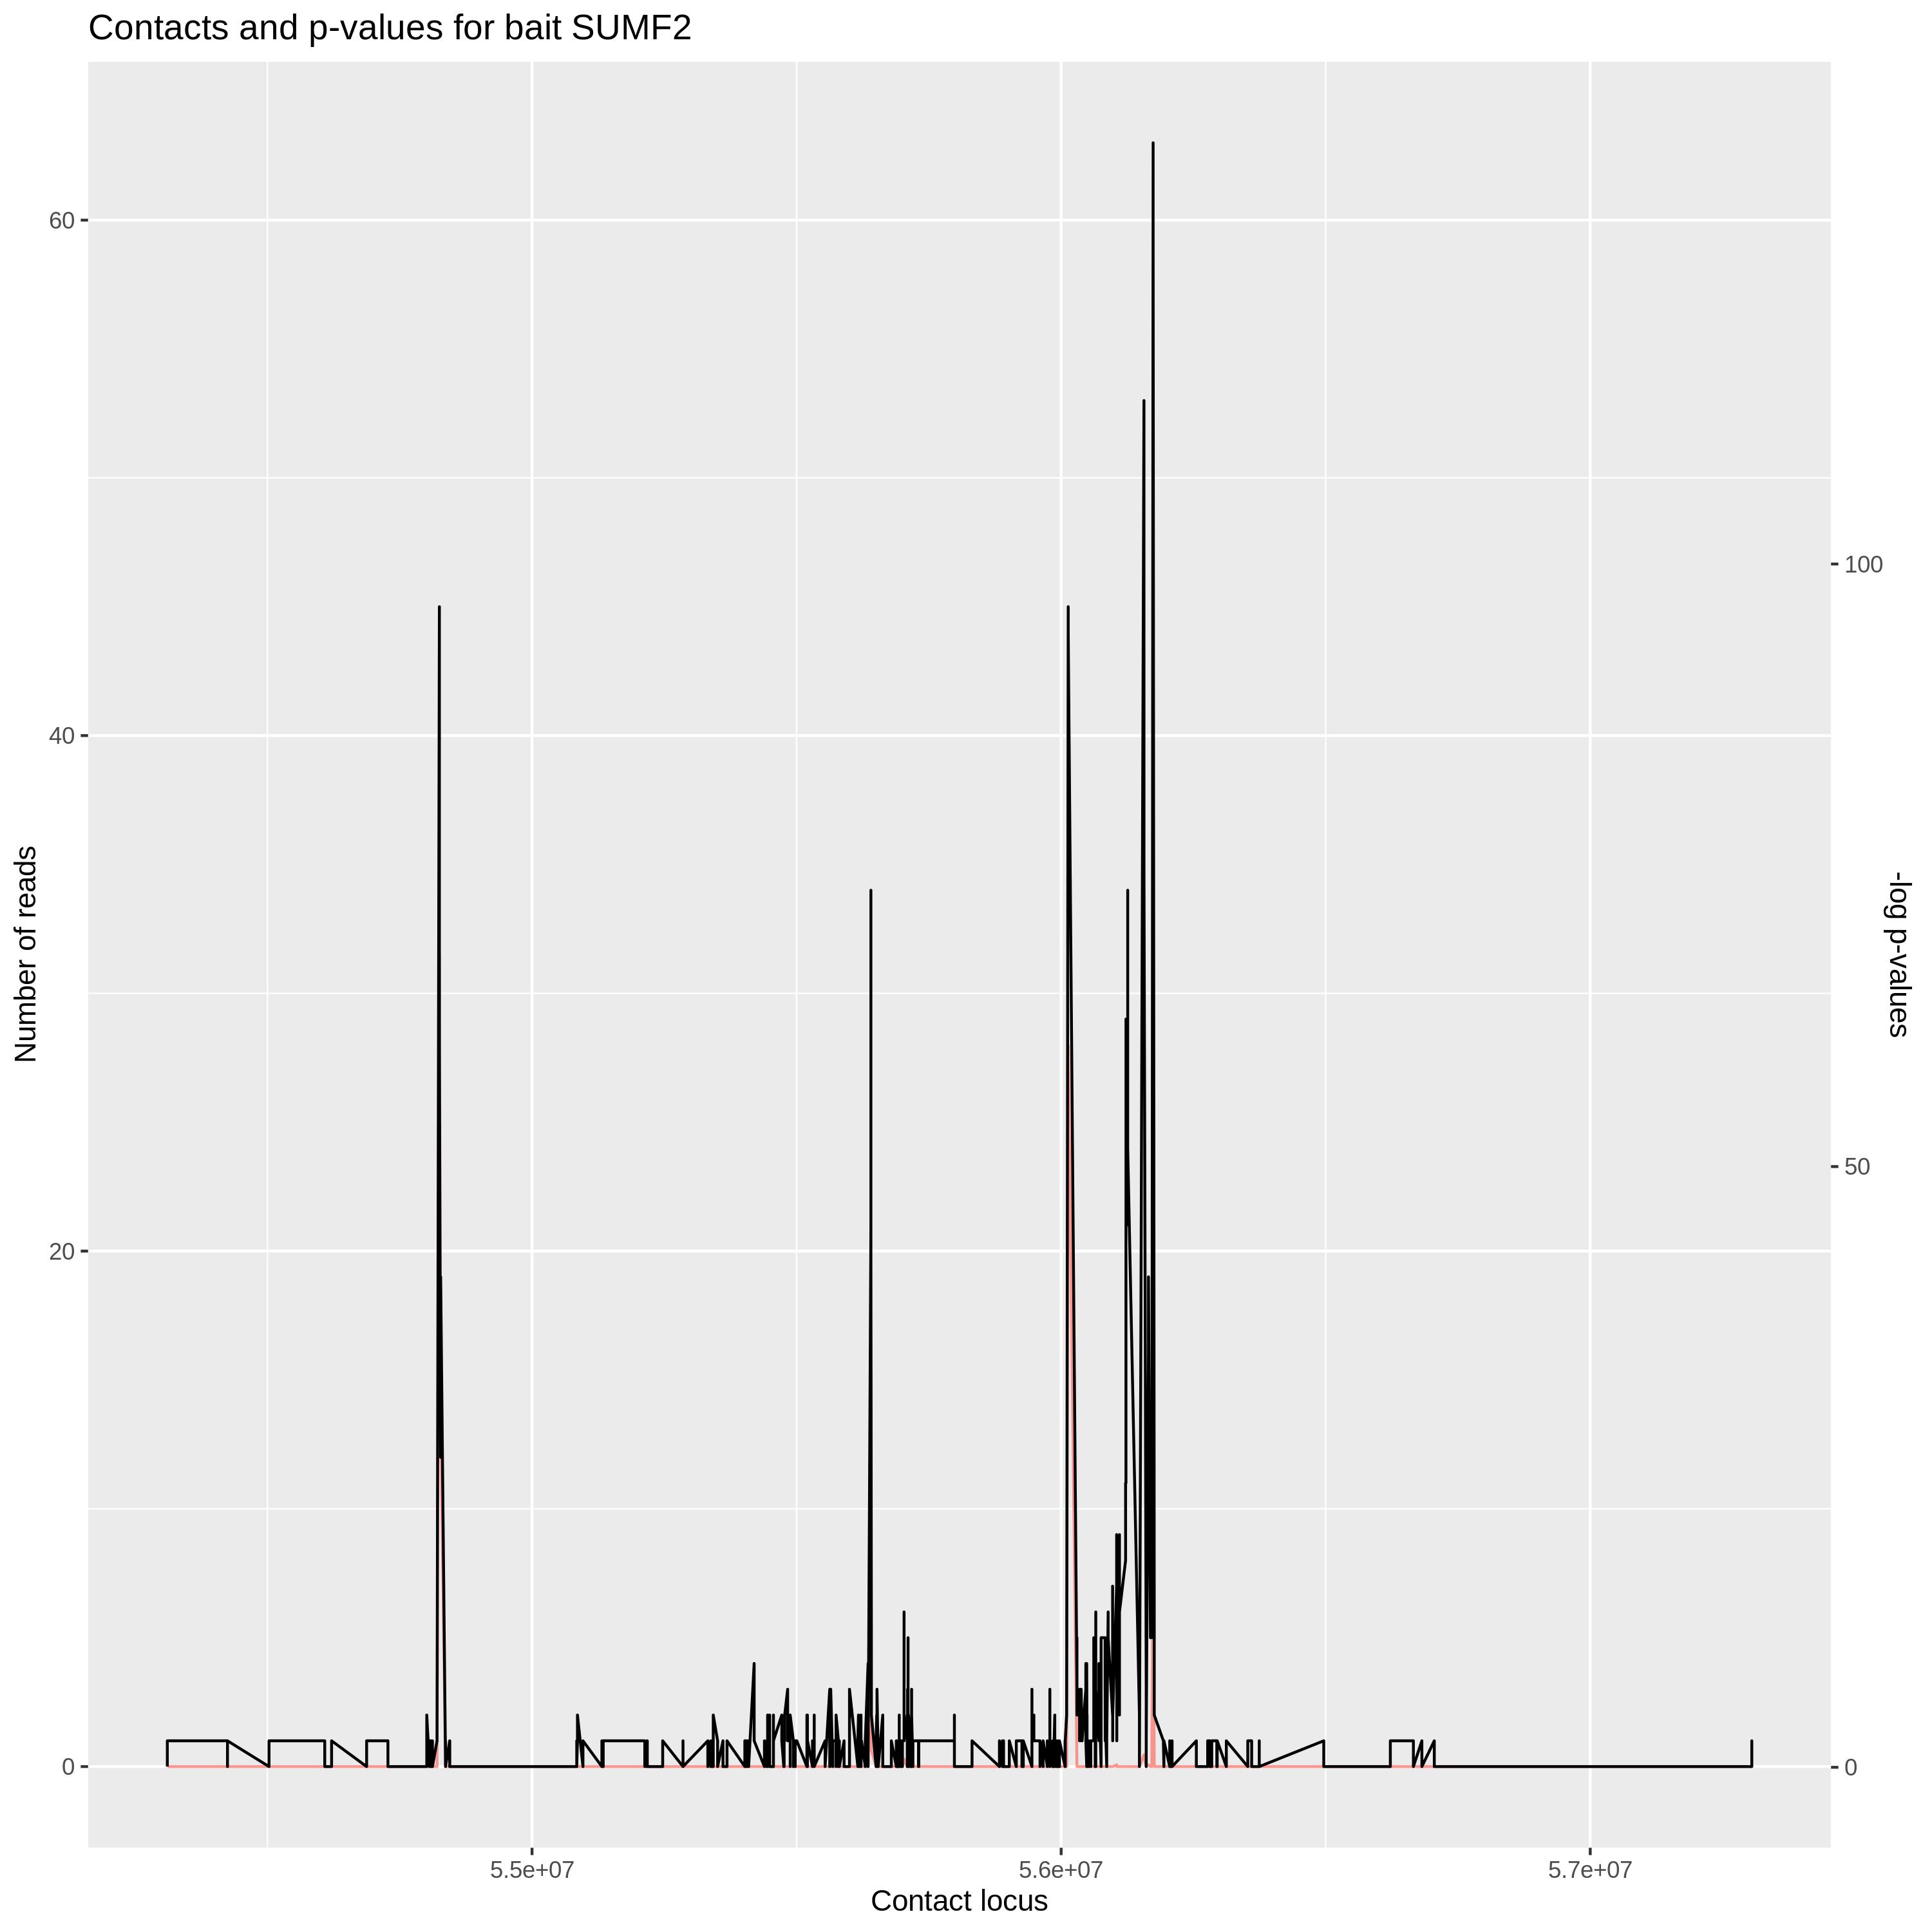 Contacts and p-values for bait SUMF2
60
40
20
0
Number of reads
100
50
0
-log p-values
5.5e+07
5.6e+07
5.7e+07
Contact locus